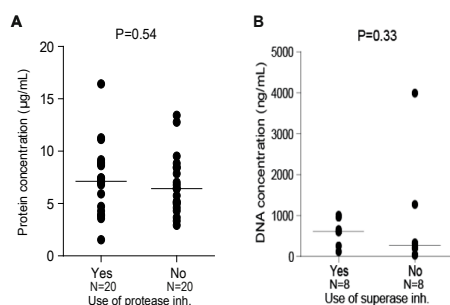 A
P=0.54
Protein concentration (µg/mL)
20
15
10
5
0
Yes
No
N=20
N=20
Use of protease inh.
B
P=0.33
DNA concentration (ng/mL)
5000
4000
3000
2000
1000
0
Yes
No
N=8
N=8
Use of superase inh.